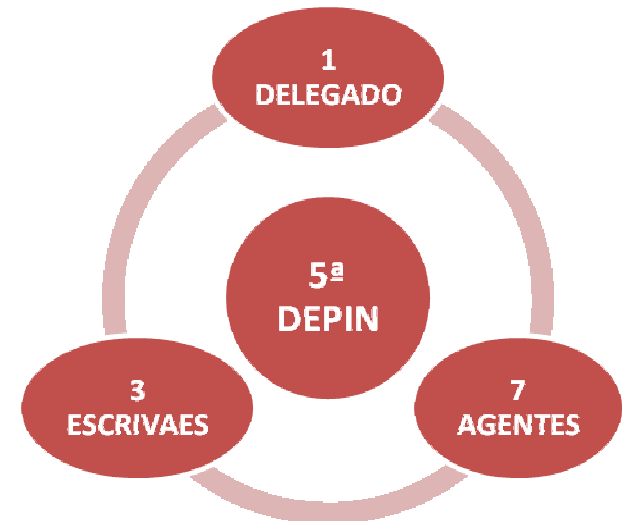 1
DELEGADO
5ª
DEPIN
3
ESCRIVAES
7
AGENTES